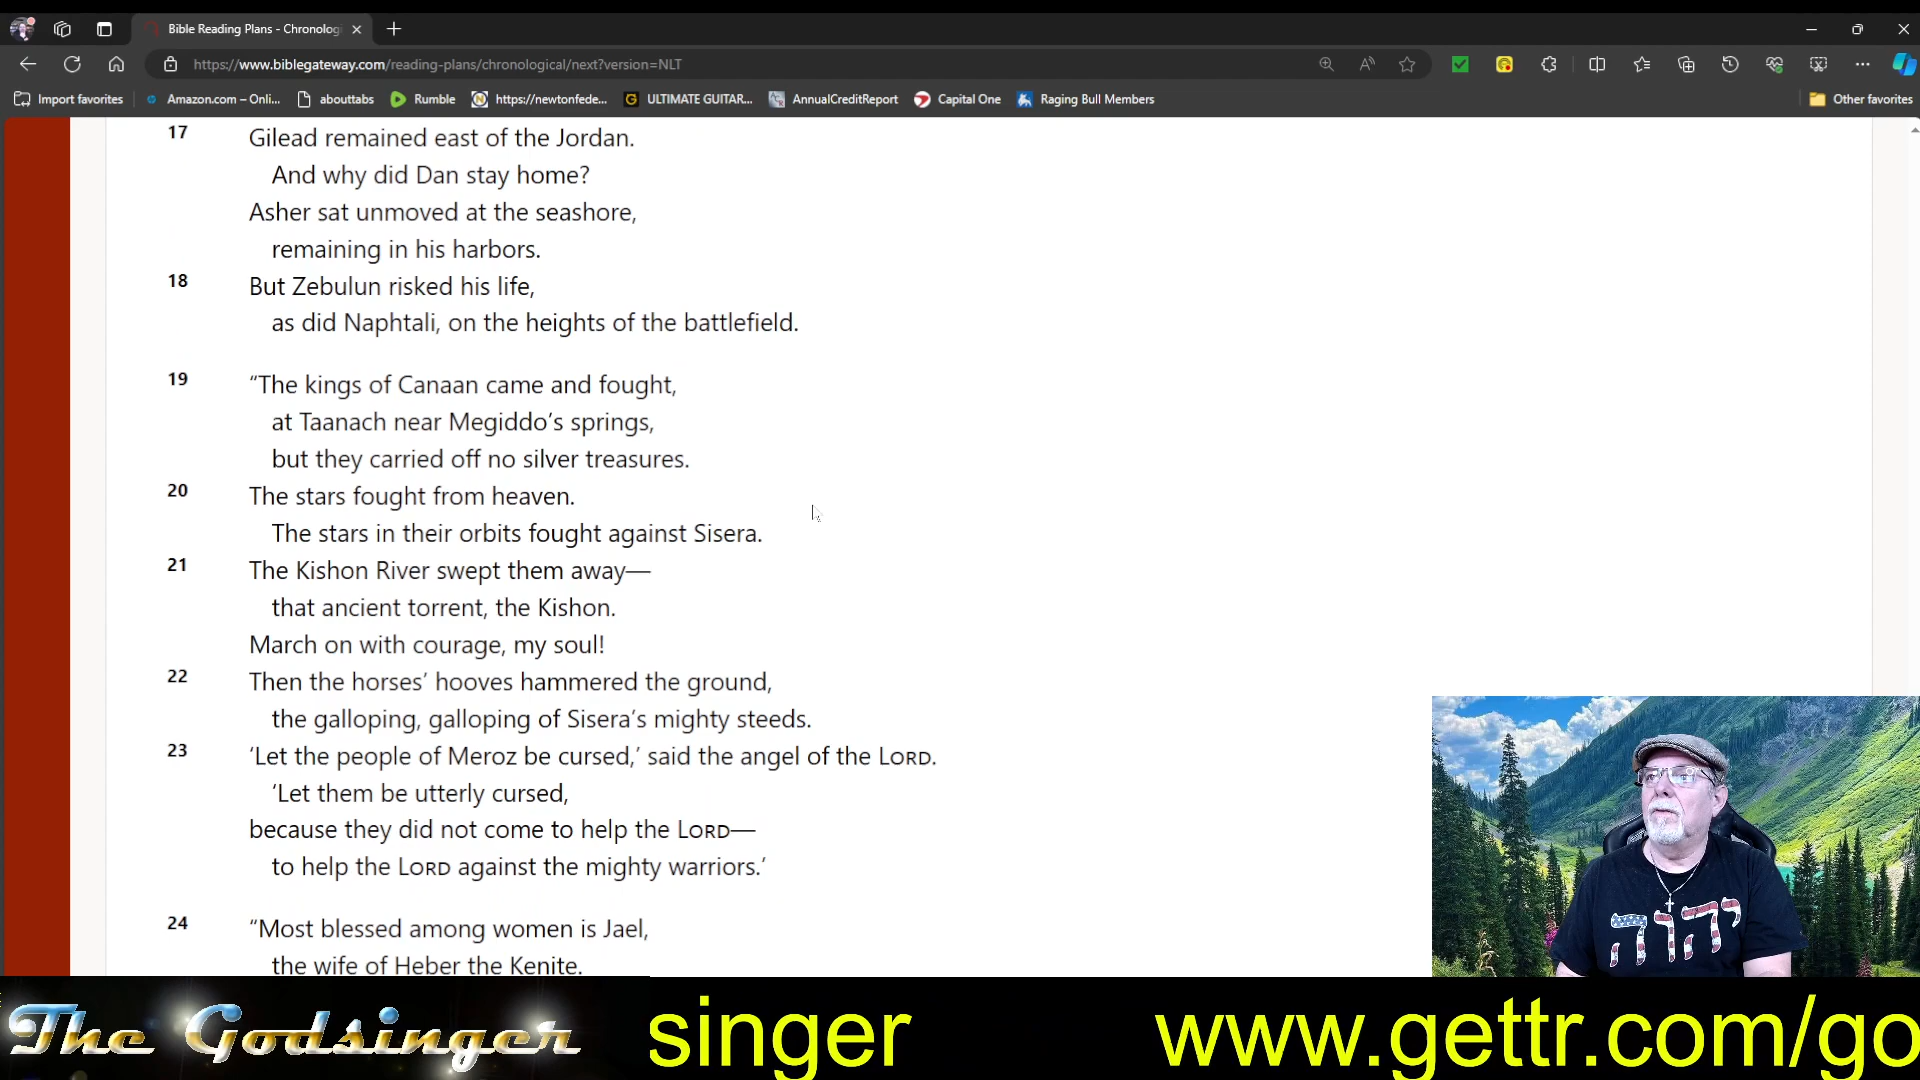 Bible Reading Plans - Chronolog
https://www.biblegateway.com/reading-plans/chronological/next?version=NLT
Import favorites
Amazon.com – Onli...
abouttabs
Rumble
https://newtonfede...
ULTIMATE GUITAR...
AnnualCreditReport
Capital One
Raging Bull Members
Other favorites
17 Gilead remained east of the Jordan.
And why did Dan stay home?
Asher sat unmoved at the seashore,
remaining in his harbors.
18 But Zebulun risked his life,
as did Naphtali, on the heights of the battlefield.
19 “The kings of Canaan came and fought,
at Taanach near Megiddo’s springs,
but they carried off no silver treasures.
20 The stars fought from heaven.
The stars in their orbits fought against Sisera.
21 The Kishon River swept them away—
that ancient torrent, the Kishon.
March on with courage, my soul!
22 Then the horses’ hooves hammered the ground,
the galloping, galloping of Sisera’s mighty steeds.
23 ‘Let the people of Meroz be cursed,’ said the angel of the LORD.
‘Let them be utterly cursed,
because they did not come to help the LORD—
to help the LORD against the mighty warriors.’
24 “Most blessed among women is Jael,
the wife of Heber the Kenite.
יהוה
The Godsinger
singer
www.gettr.com/go